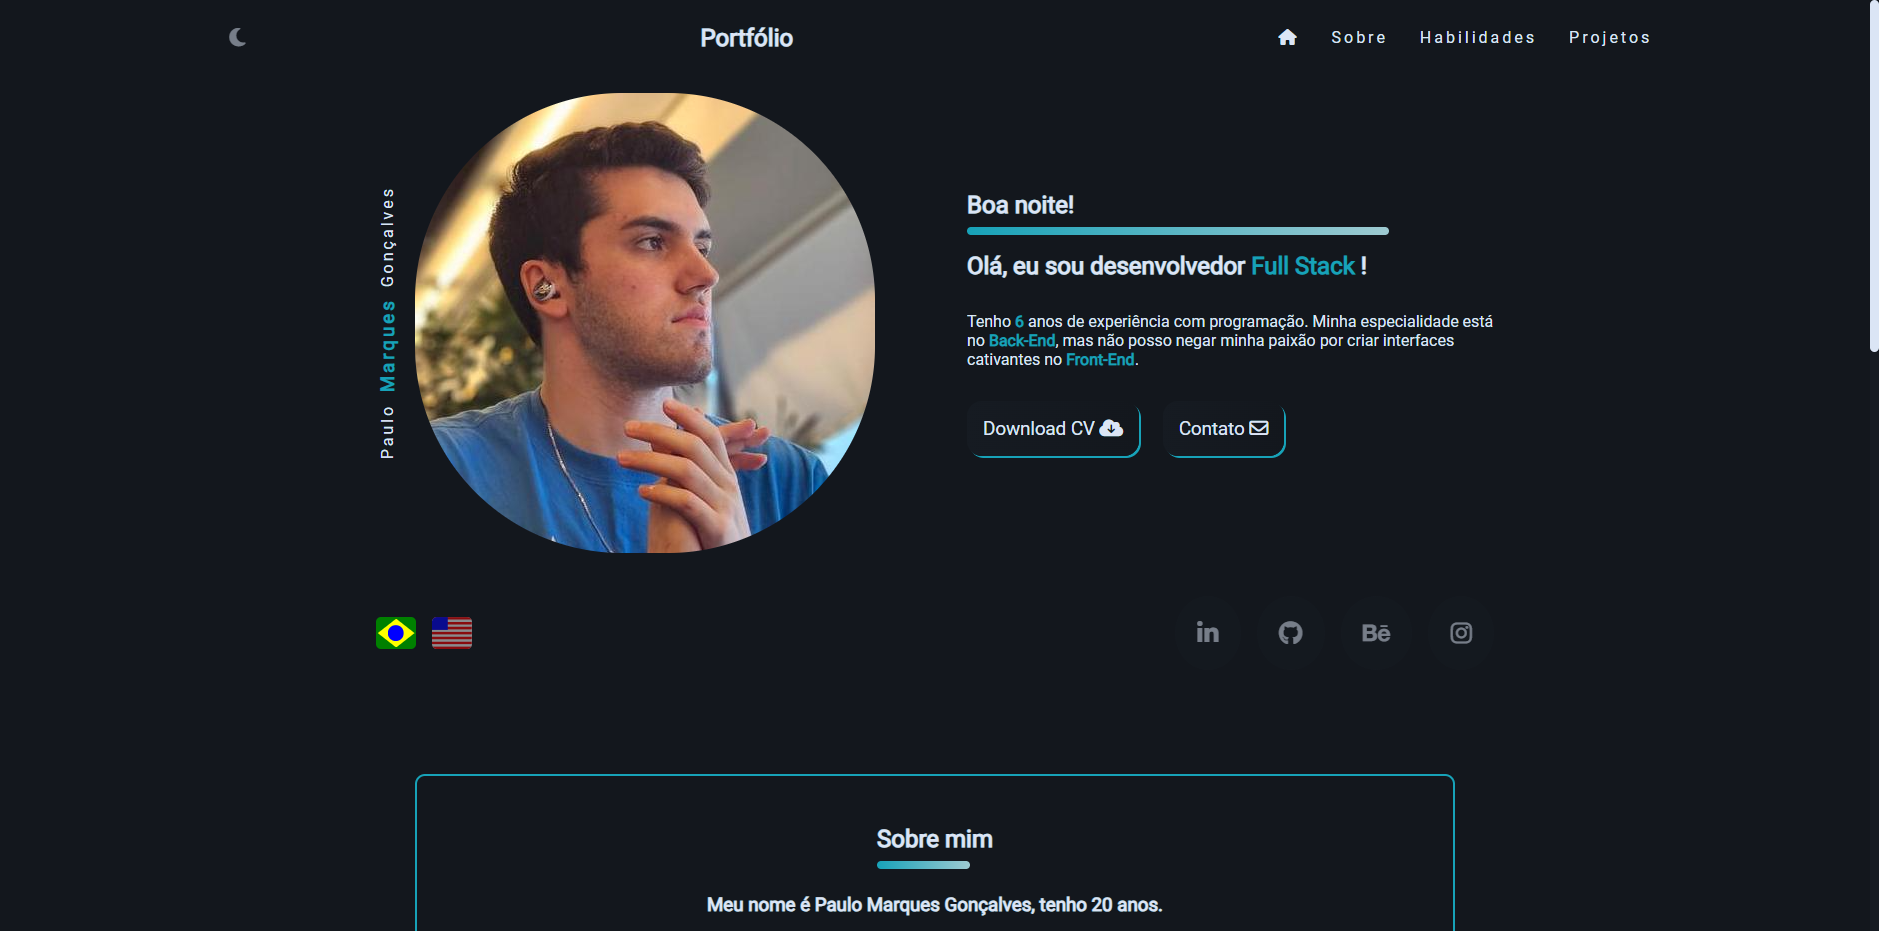 Portfólio
Sobre
Habilidades
Projetos
Paulo Marques Gonçalves
Boa noite!
Olá, eu sou desenvolvedor Full Stack !
Tenho 6 anos de experiência com programação. Minha especialidade está
no Back-End, mas não posso negar minha paixão por criar interfaces
cativantes no Front-End.
Download CV
Contato
in
Bē
Sobre mim
Meu nome é Paulo Marques Gonçalves, tenho 20 anos.